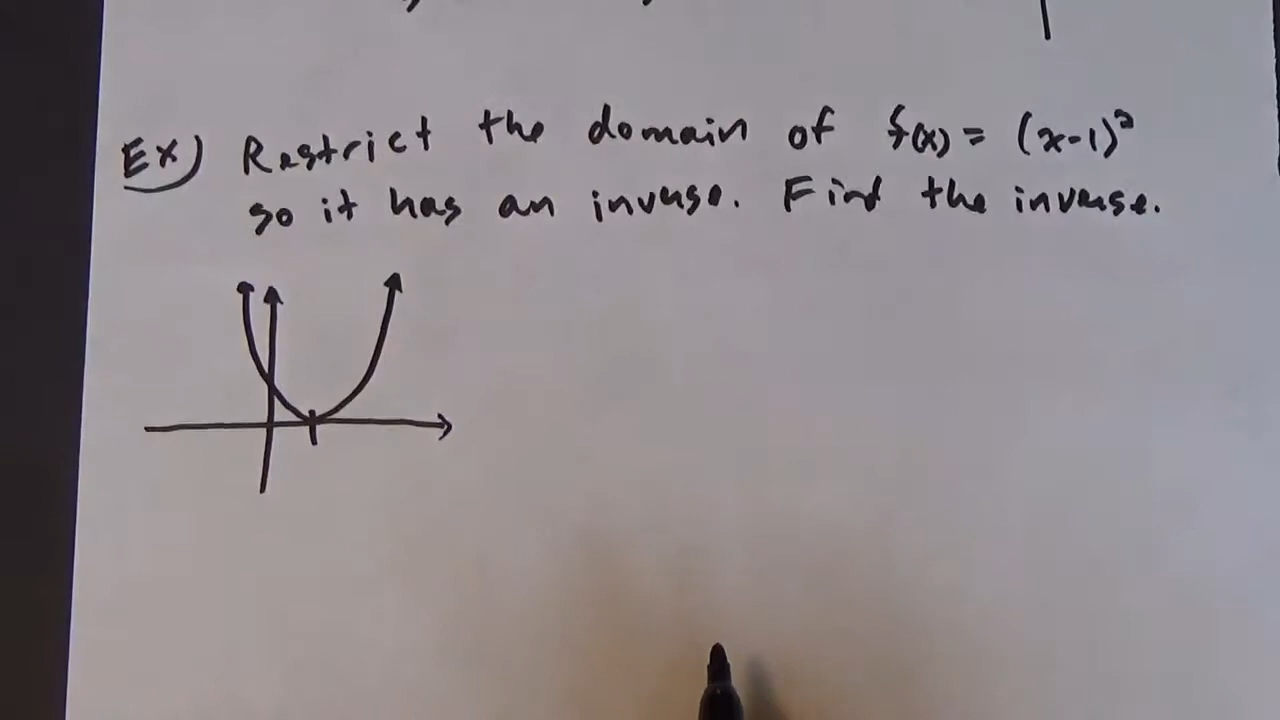 Ex) Restrict the domain of f(x) = (x-1)²
so it has an inverse. Find the inverse.